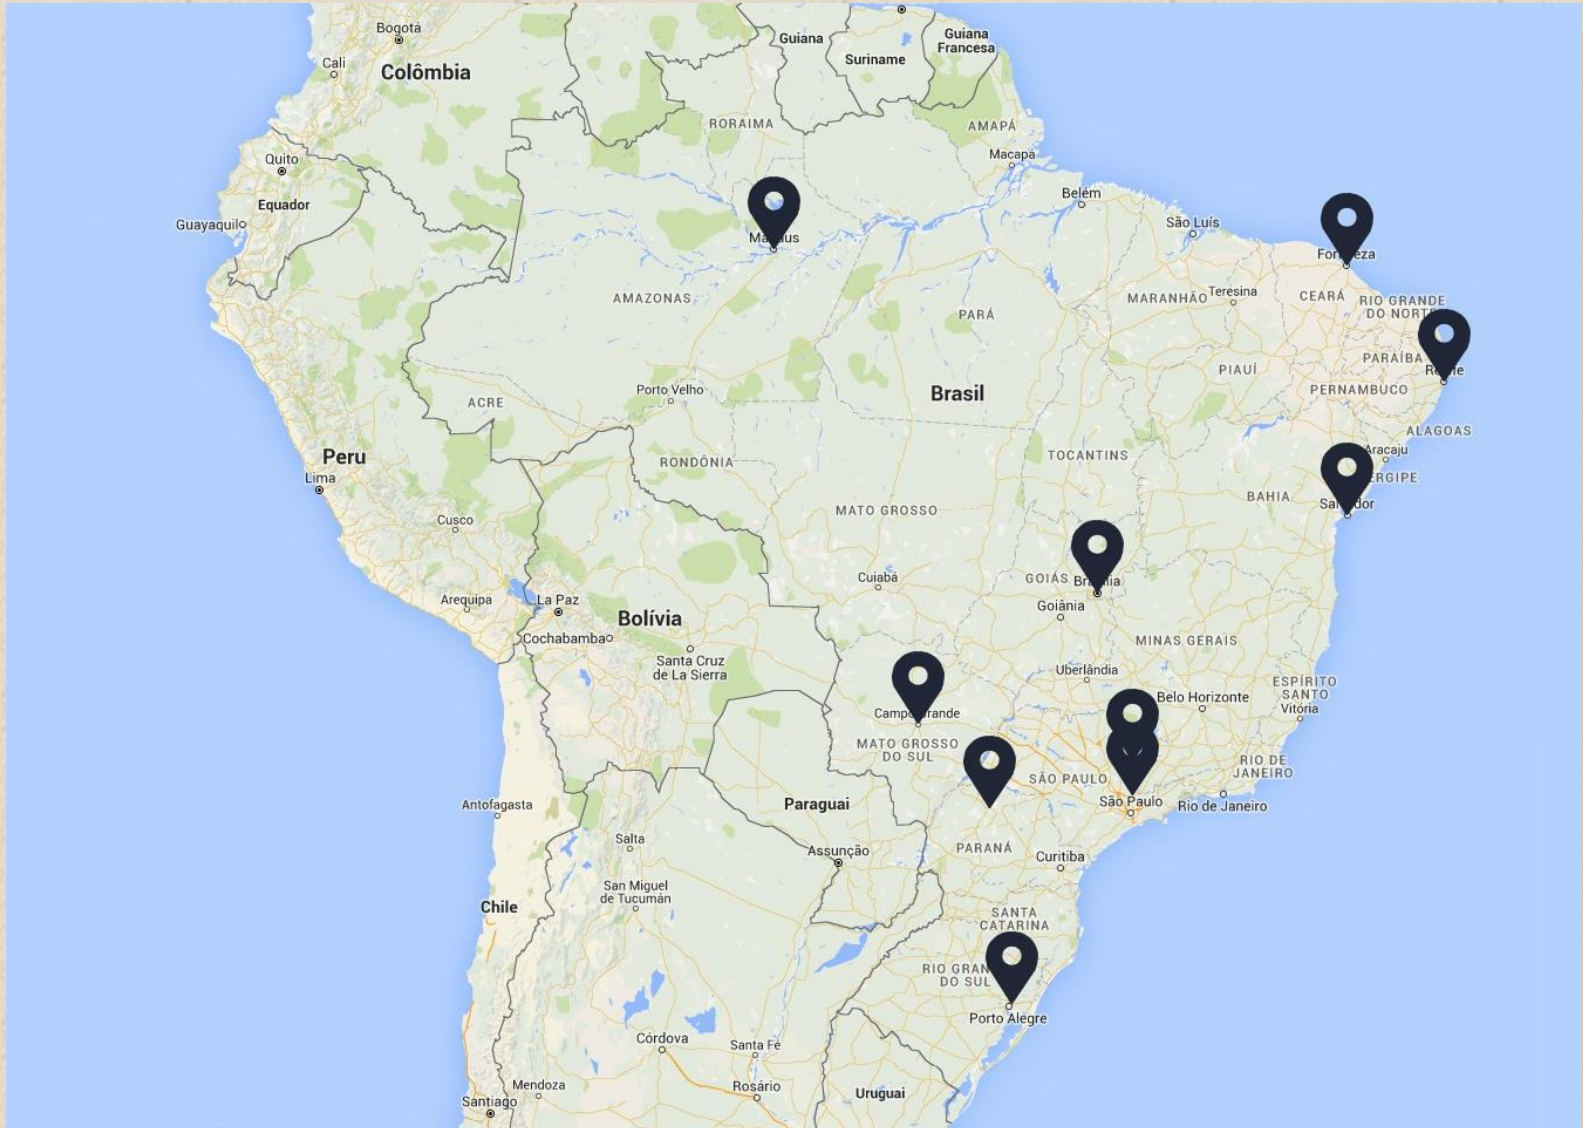 Bogotá
Cali
Colômbia
Guiana
Suriname
Guiana
Francesa
RORAIMA
AMAPÁ
Macapá
Quito
Equador
Guayaquil
Belém
São Luís
AMAZONAS
PARÁ
MARANHÃO
Teresina
CEARÁ
RIO GRANDE
DO NORTE
PARAÍBA
PIAUÍ
PERNAMBUCO
Porto Velho
Brasil
ACRE
ALAGOAS
Aracaju
Peru
Lima
RONDÔNIA
TOCANTINS
BAHIA
MATO GROSSO
Cusco
Cuiabá
GOIÁS
Goiânia
Arequipa
La Paz
Bolívia
Cochabamba
MINAS GERAIS
Santa Cruz
de La Sierra
Uberlândia
Belo Horizonte
ESPÍRITO
SANTO
Vitória
MATO GROSSO
DO SUL
RIO DE
JANEIRO
SÃO PAULO
São Paulo
Rio de Janeiro
Antofagasta
Paraguai
Salta
Assunção
PARANÁ
Curitiba
San Miguel
de Tucumán
Chile
SANTA
CATARINA
DO SUL
Porto Alegre
Córdova
Santa Fé
Mendoza
Rosário
Uruguai
Santiago